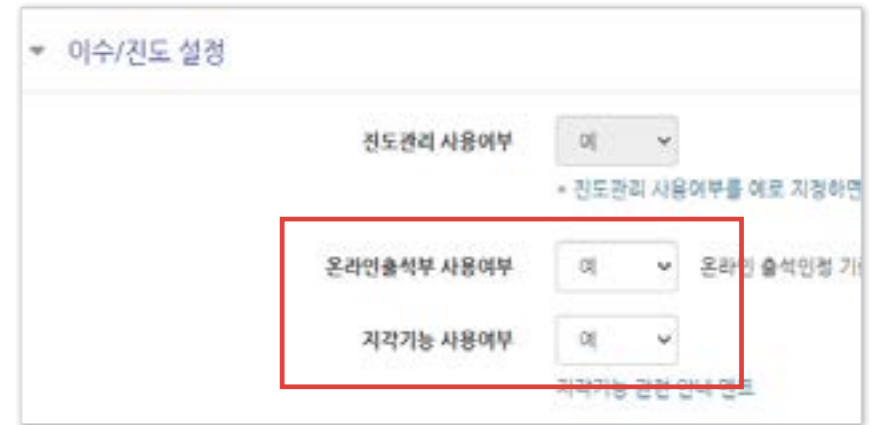 이수/진도 설정
진도관리 사용여부 예
* 진도관리 사용여부를 예로 지정하면
온라인출석부 사용여부 예 온라인 출석인정
지각기능 사용여부 예
지각기능 관련 안내 멘트